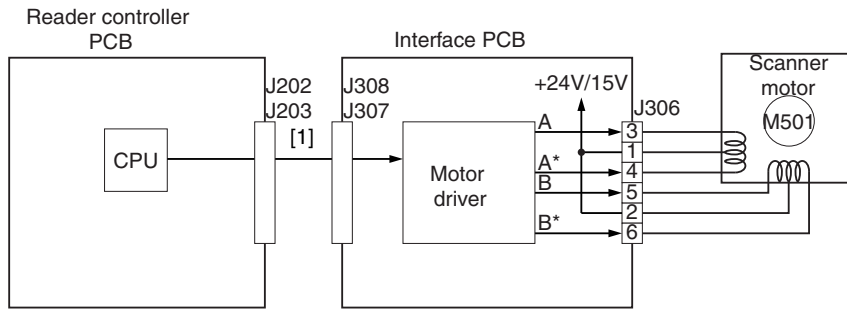 Reader controller
PCB
Interface PCB
Scanner
motor
M501
+24V/15V
J202
J203
J308
J307
J306
[1]
CPU
Motor
driver
A
A*
B
B*
3
1
4
5
2
6